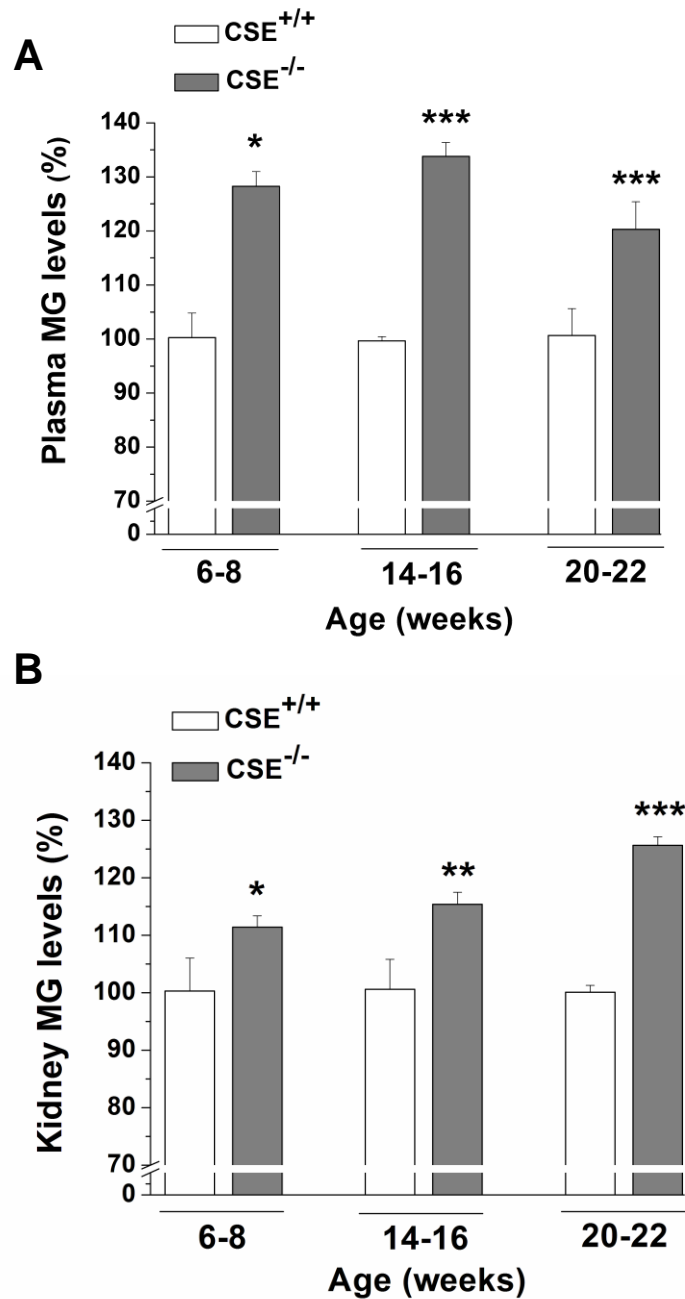 A
CSE+/+
CSE-/-
Plasma MG levels (%)
140
130
120
110
100
90
80
70
0
*
***
***
6-8 14-16 20-22
Age (weeks)
B
CSE+/+
CSE-/-
Kidney MG levels (%)
140
130
120
110
100
90
80
70
0
*
**
***
6-8 14-16 20-22
Age (weeks)